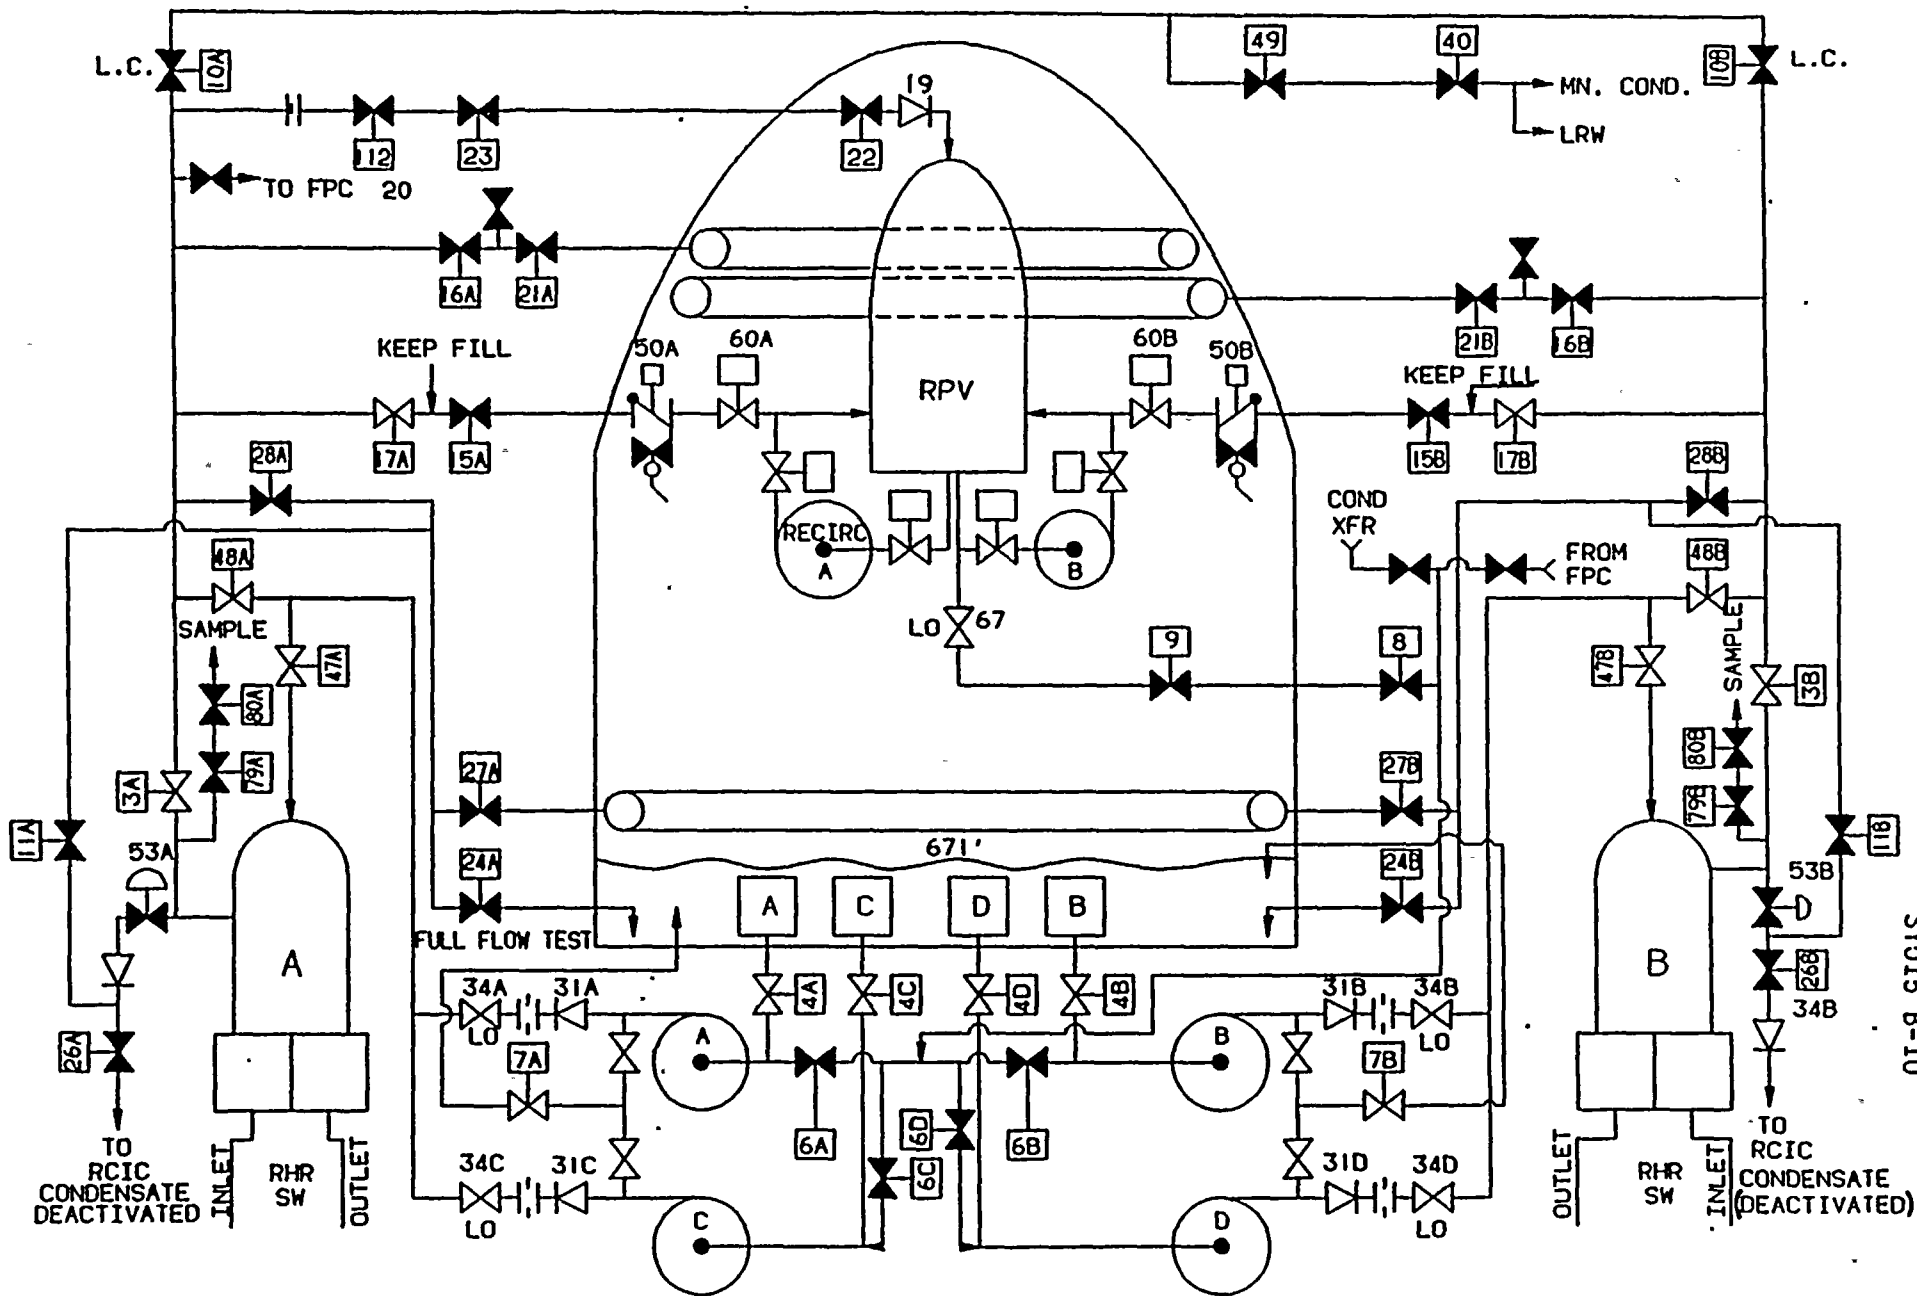 49
40
L.C.
10A
10B
L.C.
19
MN. COND.
LRW
112
23
22
TO FPC 20
16A
21A
21B
16B
KEEP FILL
50A
60A
60B
50B
KEEP FILL
RPV
17A
15A
15B
17B
28A
28B
COND
XFR
RECIRC
A
B
FROM
FPC
48A
48B
SAMPLE
LO
67
9
8
47A
47B
SAMPLE
3B
80A
80B
79A
79B
3A
27A
27B
11A
11B
53A
671'
53B
24A
24B
A
C
D
B
FULL FLOW TEST
A
B
4A
4C
4D
4B
26B
34A
31A
31B
34B
34B
LO
LO
A
B
26A
7A
7B
6A
6D
6B
6C
TO
RCIC
CONDENSATE
DEACTIVATED
INLET
RHR
SW
OUTLET
34C
31C
31D
34D
LO
LO
C
D
OUTLET
RHR
SW
INLET
TO
RCIC
CONDENSATE
(DEACTIVATED)